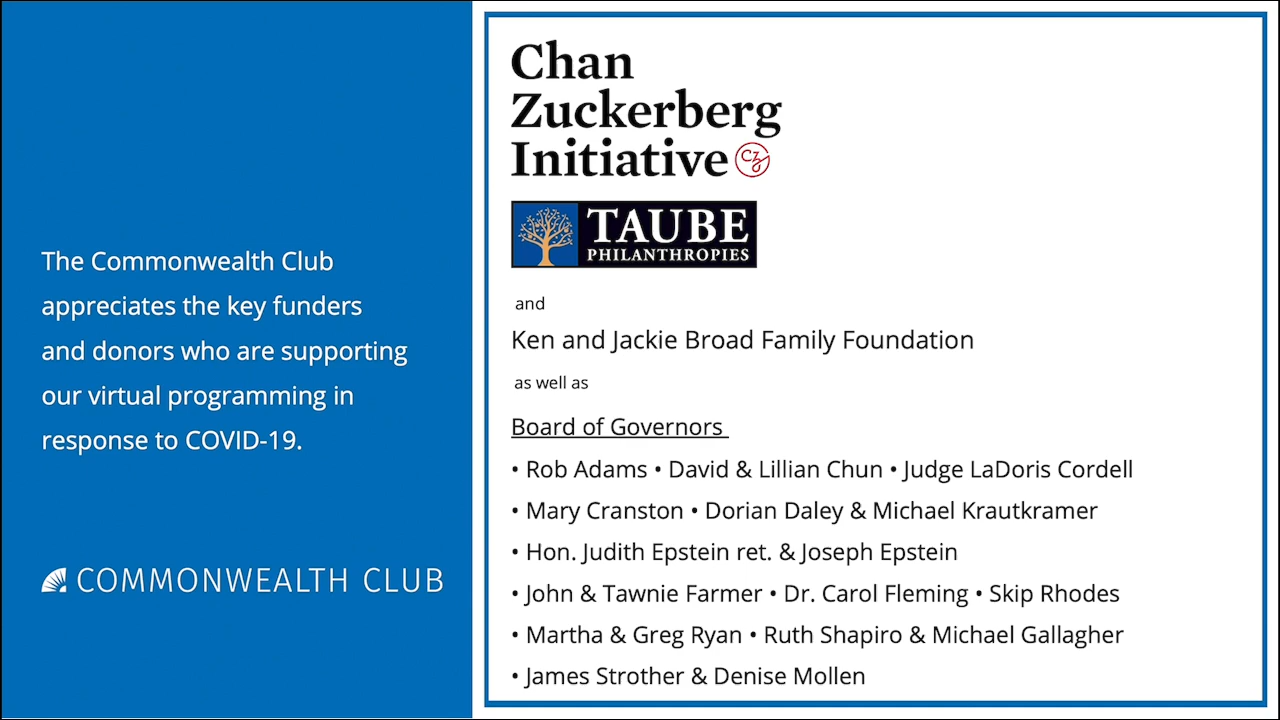 The Commonwealth Club
appreciates the key funders
and donors who are supporting
our virtual programming in
response to COVID-19.
COMMONWEALTH CLUB
Chan
Zuckerberg
Initiative CZI
TAUBE
PHILANTHROPIES
and
Ken and Jackie Broad Family Foundation
as well as
Board of Governors
• Rob Adams • David & Lillian Chun • Judge LaDoris Cordell
• Mary Cranston • Dorian Daley & Michael Krautkramer
• Hon. Judith Epstein ret. & Joseph Epstein
• John & Tawnie Farmer • Dr. Carol Fleming • Skip Rhodes
• Martha & Greg Ryan • Ruth Shapiro & Michael Gallagher
• James Strother & Denise Mollen